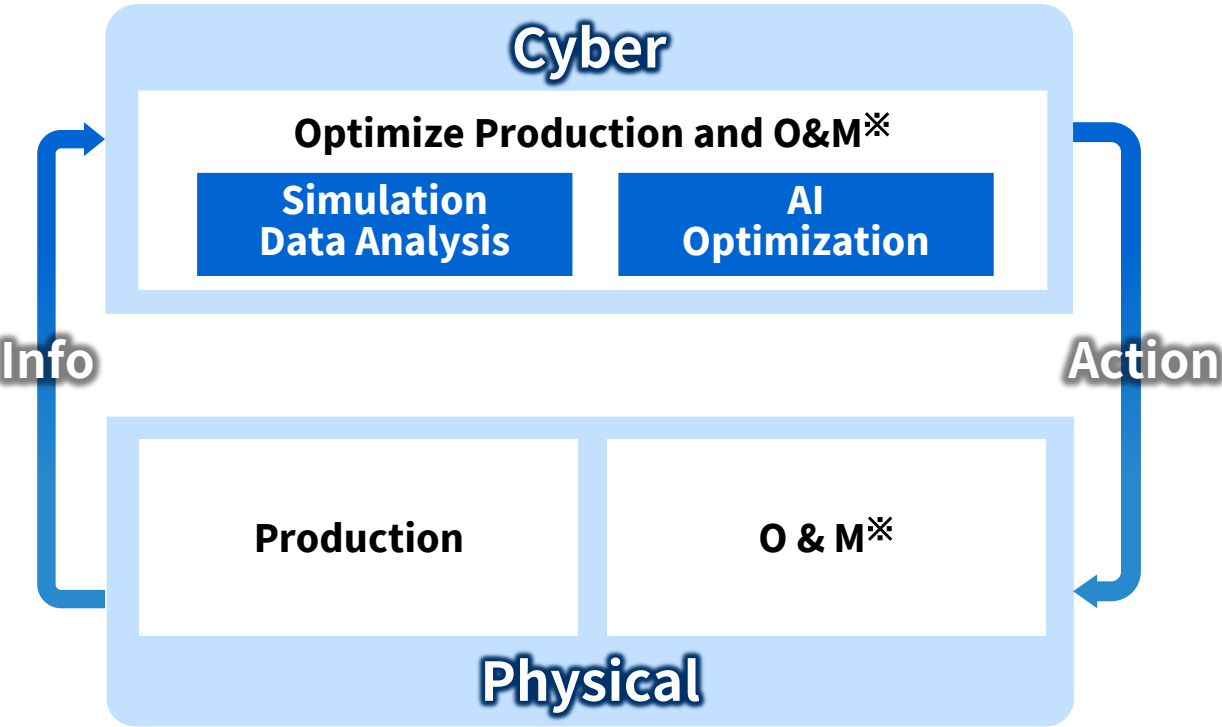 Cyber
Optimize Production and O&M※
Simulation
Data Analysis
AI
Optimization
Info
Action
Production
O & M※
Physical